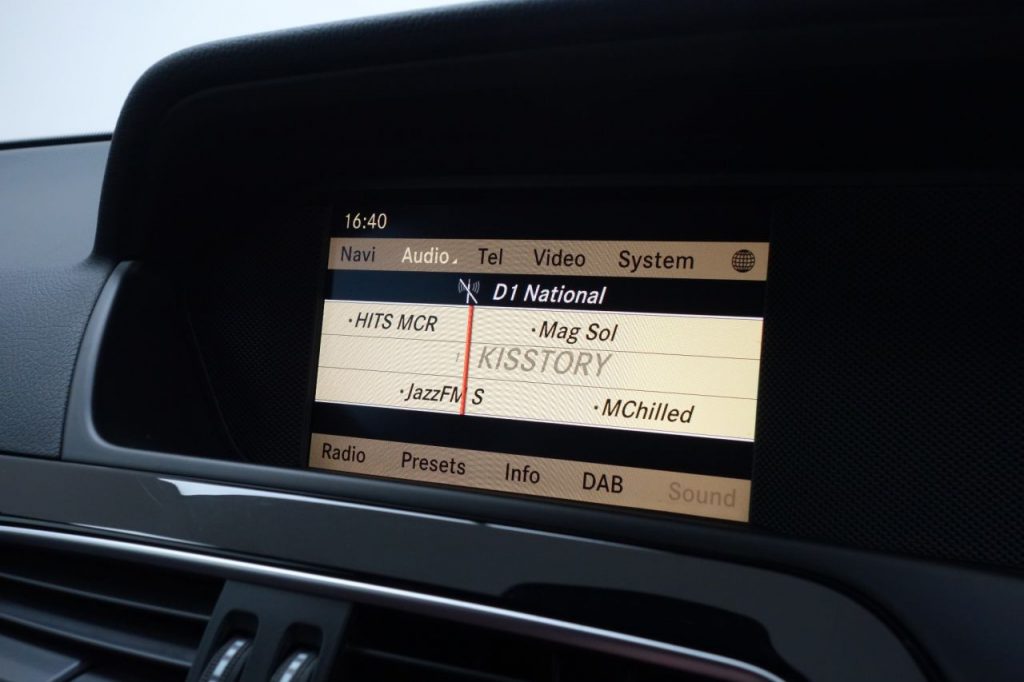 16:40
Navi Audio Tel Video System
D1 National
HITS MCR Mag Sol
KISSTORY
JazzFM S MChilled
Radio Presets Info DAB Sound